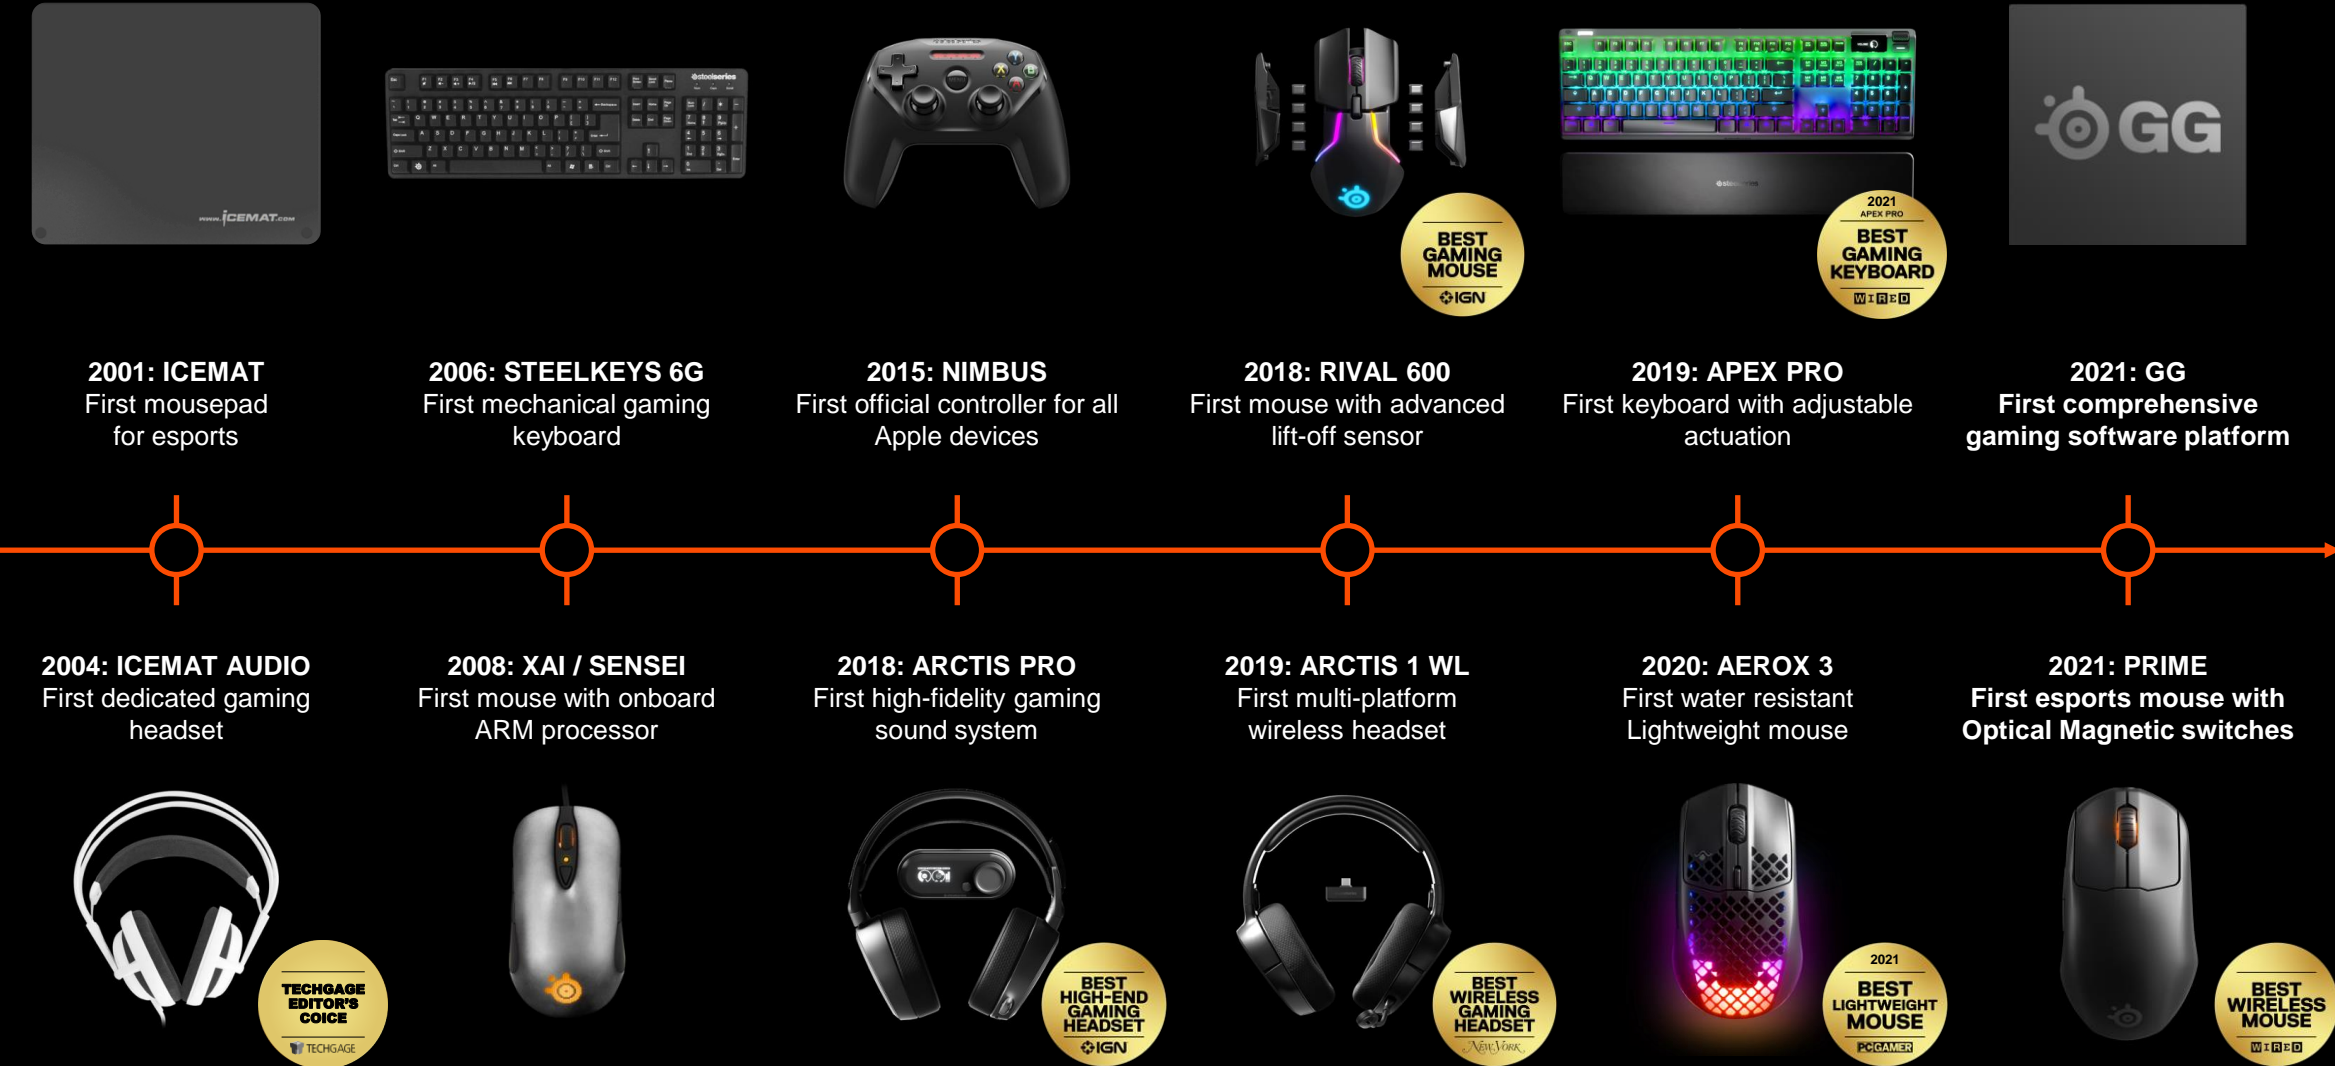 www.iCEMAT.com
steelseries
GG
BEST
GAMING
MOUSE
IGN
steelseries
2021
APEX PRO
BEST
GAMING
KEYBOARD
WIRED
2001: ICEMAT
First mousepad
for esports
2006: STEELKEYS 6G
First mechanical gaming
keyboard
2015: NIMBUS
First official controller for all
Apple devices
2018: RIVAL 600
First mouse with advanced
lift-off sensor
2019: APEX PRO
First keyboard with adjustable
actuation
2021: GG
First comprehensive
gaming software platform
2004: ICEMAT AUDIO
First dedicated gaming
headset
2008: XAI / SENSEI
First mouse with onboard
ARM processor
2018: ARCTIS PRO
First high-fidelity gaming
sound system
2019: ARCTIS 1 WL
First multi-platform
wireless headset
2020: AEROX 3
First water resistant
Lightweight mouse
2021: PRIME
First esports mouse with
Optical Magnetic switches
TECHGAGE
EDITOR'S
COICE
TECHGAGE
BEST
HIGH-END
GAMING
HEADSET
IGN
BEST
WIRELESS
GAMING
HEADSET
NEW YORK
2021
BEST
LIGHTWEIGHT
MOUSE
PC GAMER
BEST
WIRELESS
MOUSE
WIRED